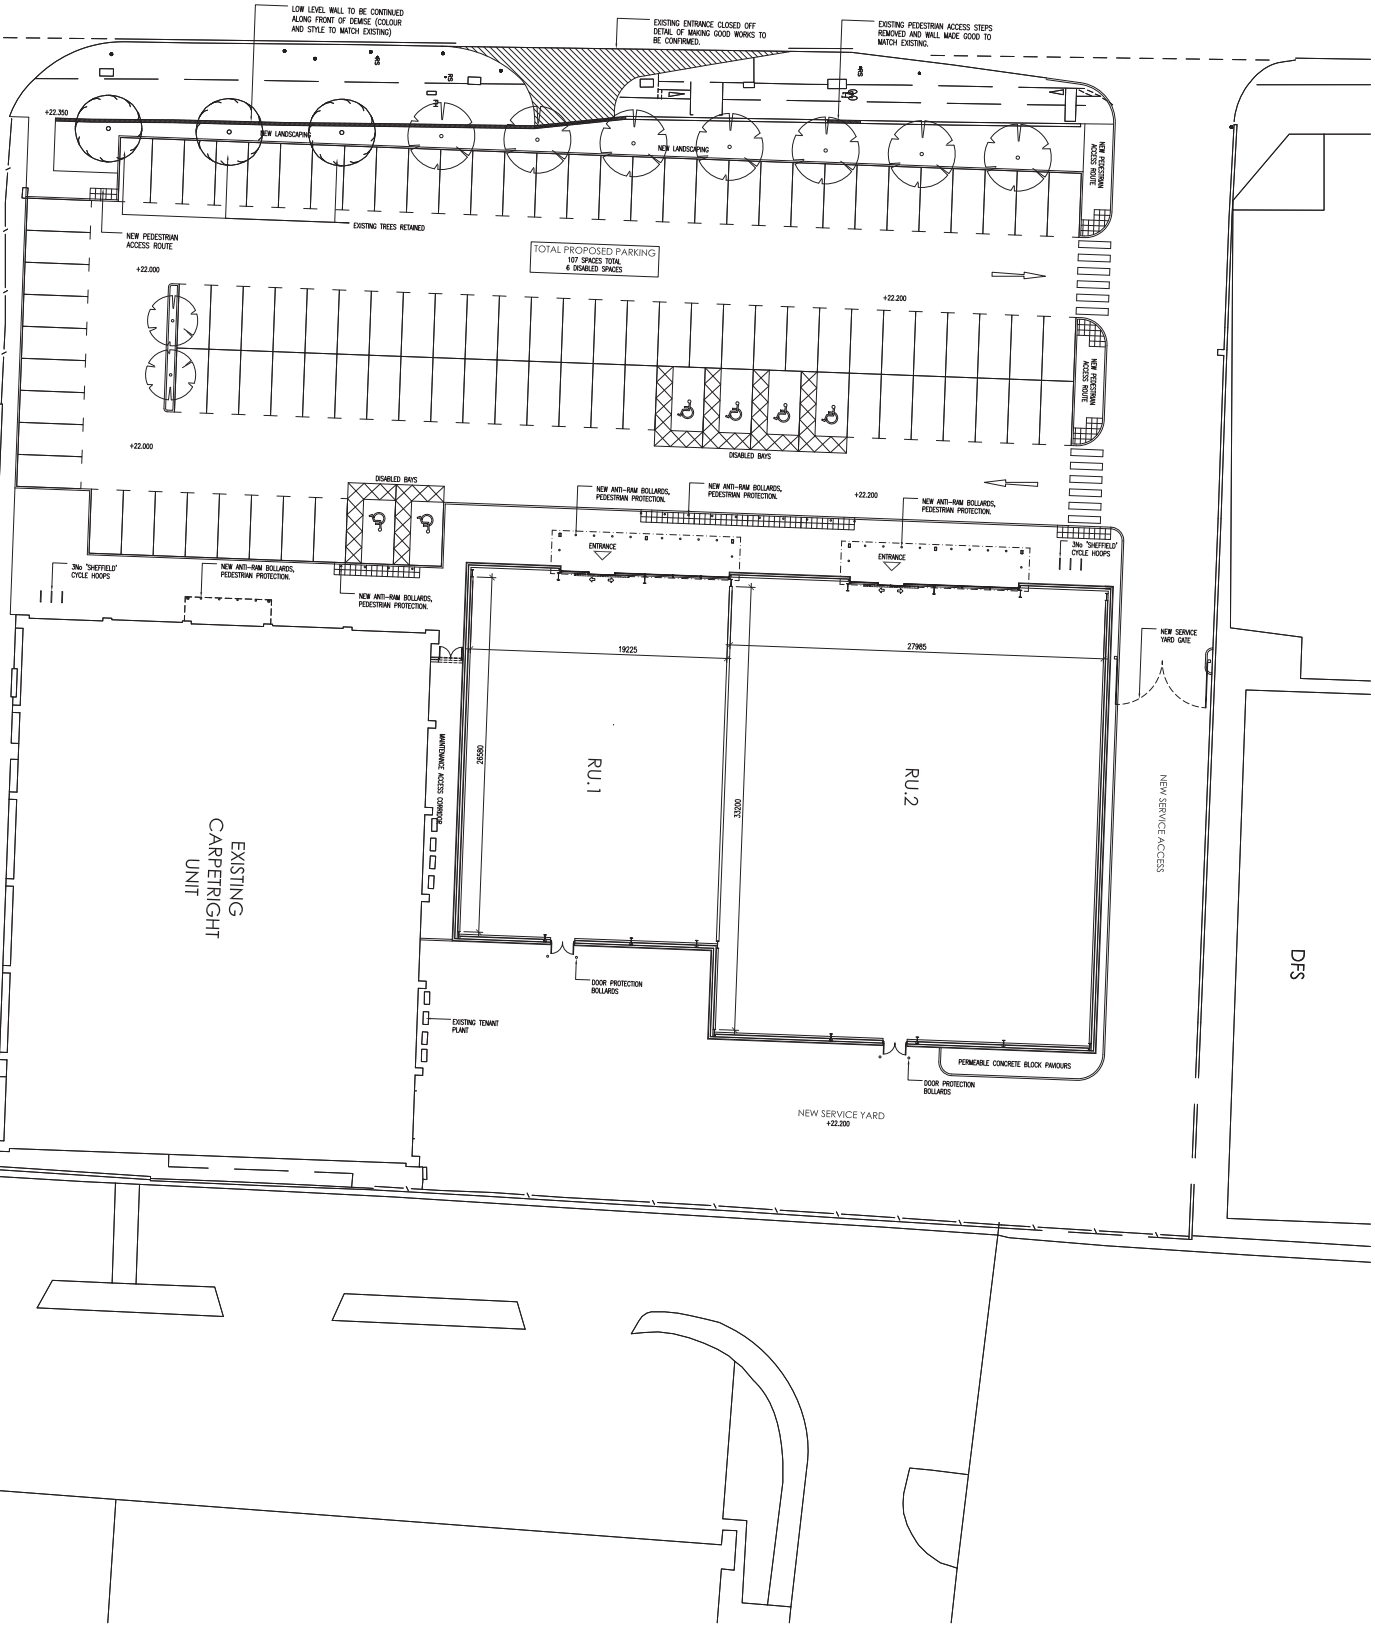 LOW LEVEL WALL TO BE CONTINUED
ALONG FRONT OF DEMISE (COLOUR
AND STYLE TO MATCH EXISTING)
EXISTING ENTRANCE CLOSED OFF
DETAIL OF MAKING GOOD WORKS TO
BE CONFIRMED.
EXISTING PEDESTRIAN ACCESS STEPS
REMOVED AND WALL MADE GOOD TO
MATCH EXISTING.
RS
RS
RS
FH
+22.350
NEW LANDSCAPING
NEW LANDSCAPING
NEW PEDESTRIAN
ACCESS ROUTE
EXISTING TREES RETAINED
NEW PEDESTRIAN
ACCESS ROUTE
TOTAL PROPOSED PARKING
107 SPACES TOTAL
6 DISABLED SPACES
+22.000
+22.200
NEW PEDESTRIAN
ACCESS ROUTE
+22.000
DISABLED BAYS
DISABLED BAYS
NEW ANTI-RAM BOLLARDS,
PEDESTRIAN PROTECTION.
NEW ANTI-RAM BOLLARDS,
PEDESTRIAN PROTECTION.
+22.200
NEW ANTI-RAM BOLLARDS,
PEDESTRIAN PROTECTION.
ENTRANCE
ENTRANCE
3No 'SHEFFIELD'
CYCLE HOOPS
3No 'SHEFFIELD'
CYCLE HOOPS
NEW ANTI-RAM BOLLARDS,
PEDESTRIAN PROTECTION.
NEW ANTI-RAM BOLLARDS,
PEDESTRIAN PROTECTION.
NEW SERVICE
YARD GATE
19225
27985
26580
33200
MAINTENANCE ACCESS CORRIDOR
RU.1
RU.2
NEW SERVICE ACCESS
EXISTING
CARPETRIGHT
UNIT
DFS
DOOR PROTECTION
BOLLARDS
EXISTING TENANT
PLANT
PERMEABLE CONCRETE BLOCK PAVIOURS
DOOR PROTECTION
BOLLARDS
NEW SERVICE YARD
+22.200